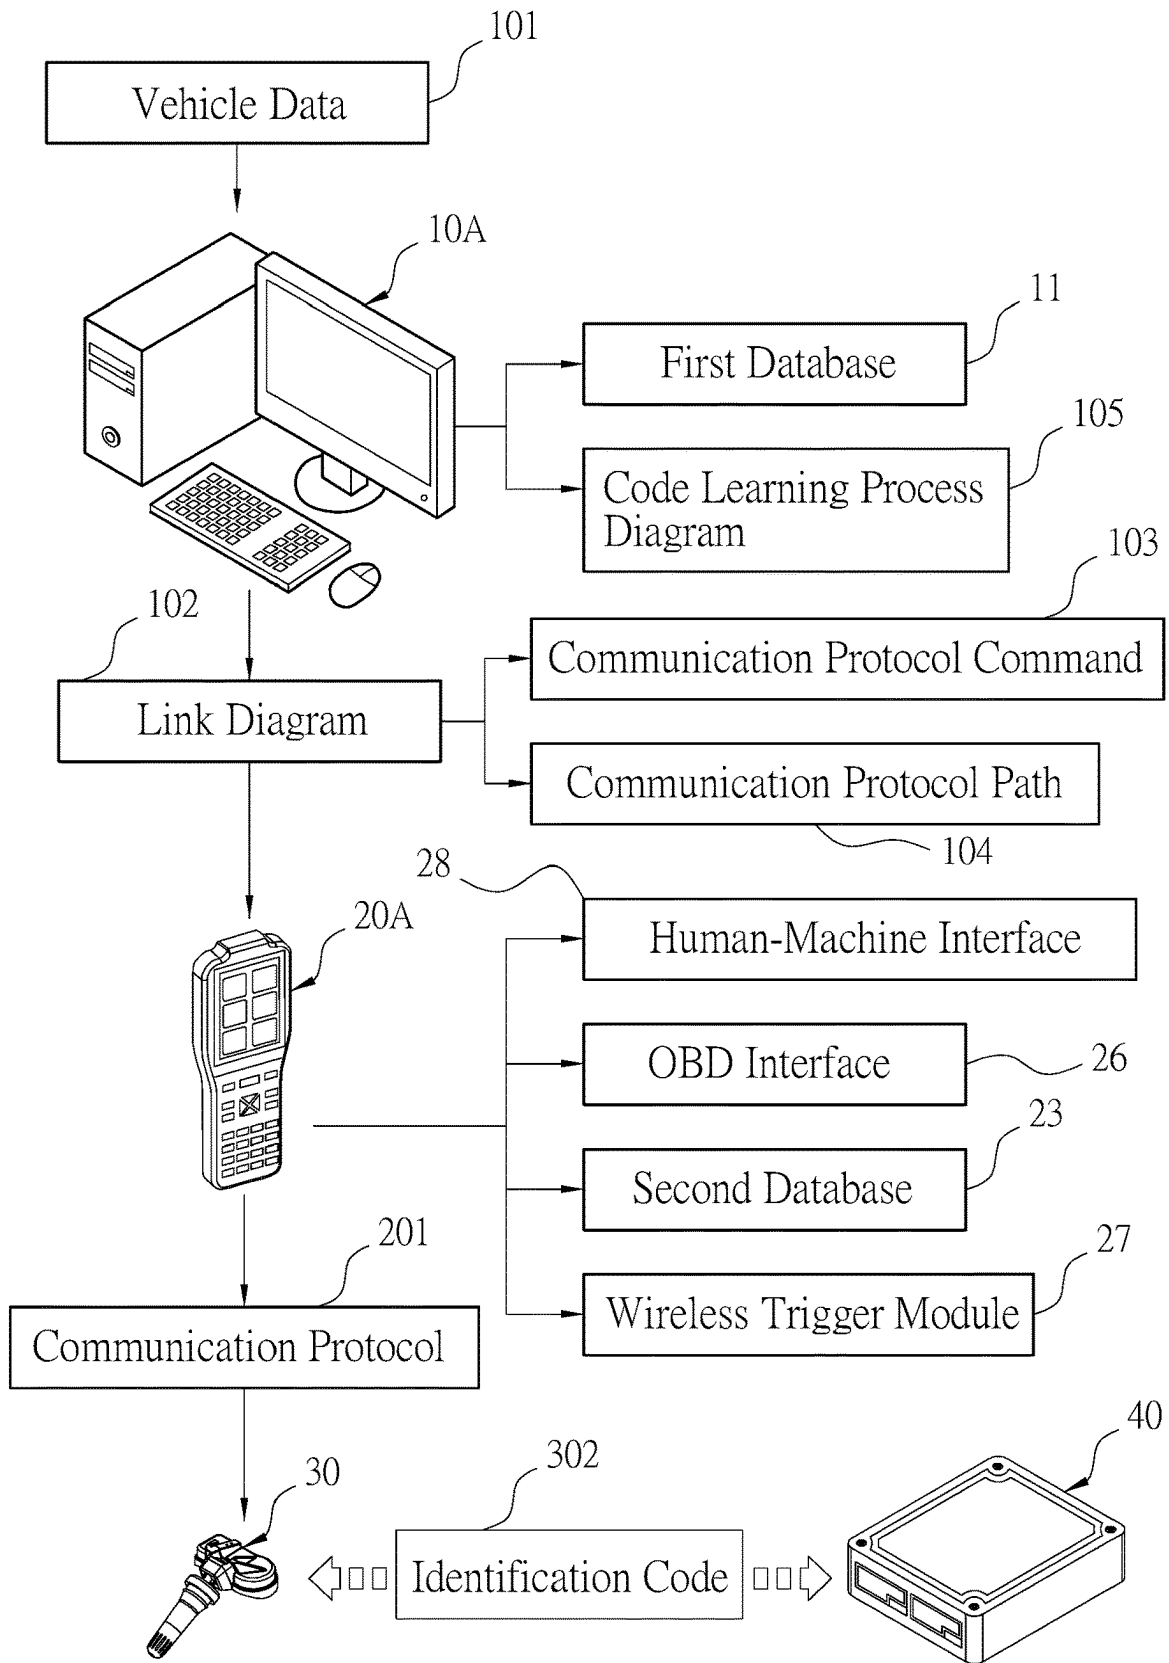 101
Vehicle Data
10A
11
First Database
105
Code Learning Process
Diagram
103
102
Communication Protocol Command
Link Diagram
Communication Protocol Path
104
28
20A
Human-Machine Interface
OBD Interface
26
23
Second Database
201
27
Wireless Trigger Module
Communication Protocol
40
302
30
Identification Code